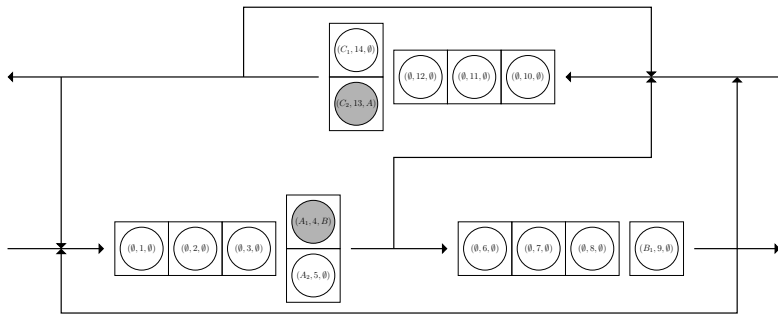 (C₁, 14, ∅)
(∅, 12, ∅) (∅, 11, ∅) (∅, 10, ∅)
(C₂, 13, A)
(A₁, 4, B)
(∅, 1, ∅) (∅, 2, ∅) (∅, 3, ∅) (∅, 6, ∅) (∅, 7, ∅) (∅, 8, ∅) (B₁, 9, ∅)
(A₂, 5, ∅)